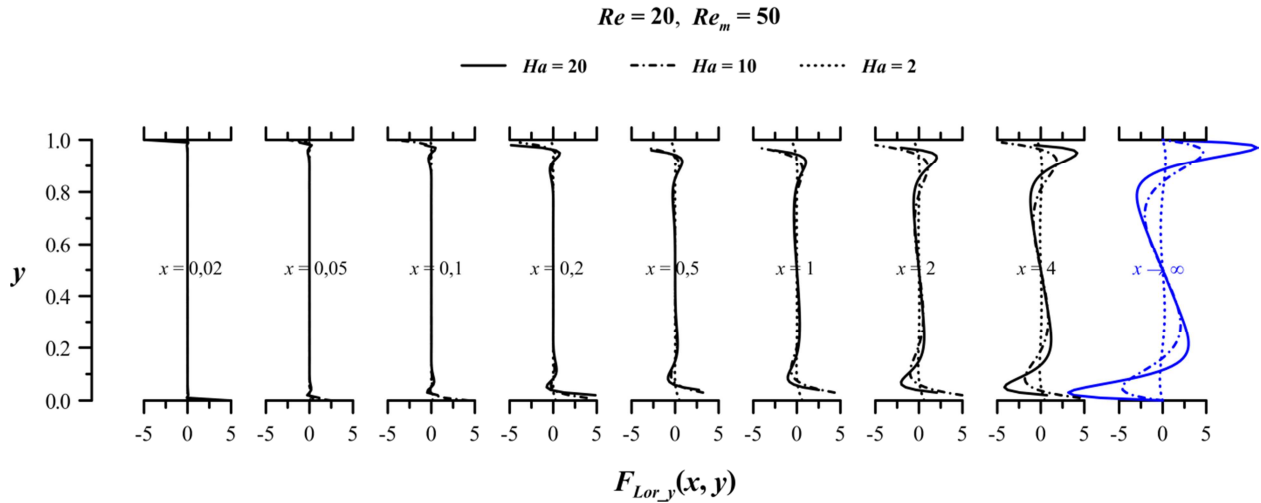 Re = 20, Re_m = 50
Ha = 20 Ha = 10 Ha = 2
1.0
0.8
0.6
x = 0,02 x = 0,05 x = 0,1 x = 0,2 x = 0,5 x = 1 x = 2 x = 4 x → ∞
y
0.4
0.2
0.0
-5 0 5 -5 0 5 -5 0 5 -5 0 5 -5 0 5 -5 0 5 -5 0 5 -5 0 5 -5 0 5
F_Lor_y(x, y)